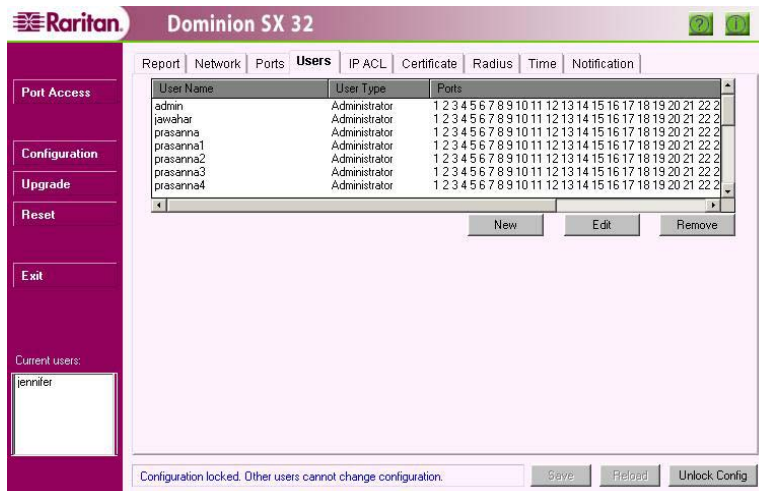 Raritan. Dominion SX 32 ?
Report Network Ports Users IP ACL Certificate Radius Time Notification
Port Access
Configuration
Upgrade
Reset
Exit
User Name User Type Ports
admin Administrator 1 2 3 4 5 6 7 8 9 10 11 12 13 14 15 16 17 18 19 20 21 22 2
jawahar Administrator 1 2 3 4 5 6 7 8 9 10 11 12 13 14 15 16 17 18 19 20 21 22 2
prasanna Administrator 1 2 3 4 5 6 7 8 9 10 11 12 13 14 15 16 17 18 19 20 21 22 2
prasanna1 Administrator 1 2 3 4 5 6 7 8 9 10 11 12 13 14 15 16 17 18 19 20 21 22 2
prasanna2 Administrator 1 2 3 4 5 6 7 8 9 10 11 12 13 14 15 16 17 18 19 20 21 22 2
prasanna3 Administrator 1 2 3 4 5 6 7 8 9 10 11 12 13 14 15 16 17 18 19 20 21 22 2
prasanna4 Administrator 1 2 3 4 5 6 7 8 9 10 11 12 13 14 15 16 17 18 19 20 21 22 2
New Edit Remove
Current users:
jennifer
Configuration locked. Other users cannot change configuration. Save Reload Unlock Config